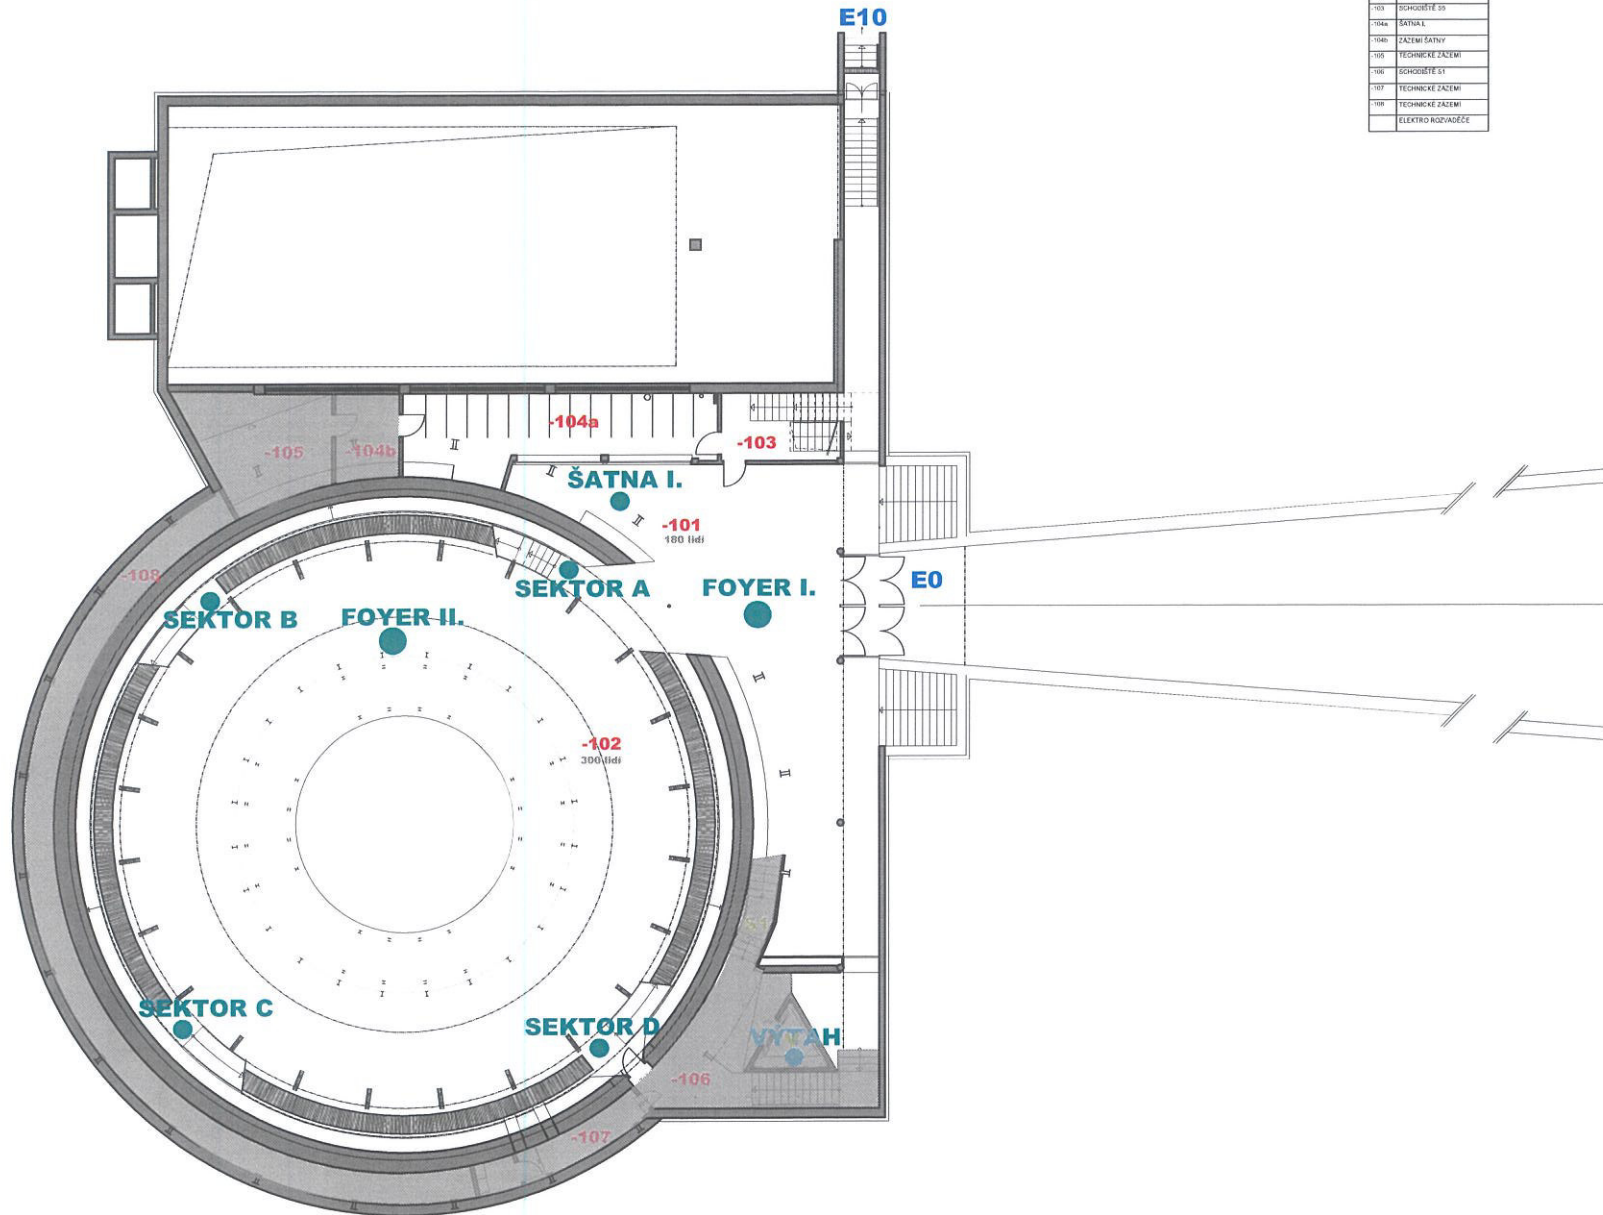 E10
-103 SCHODIŠTĚ S5
-104a ŠATNA I.
-104b ZÁZEMÍ ŠATNY
-105 TECHNICKÉ ZÁZEMÍ
-106 SCHODIŠTĚ S1
-107 TECHNICKÉ ZÁZEMÍ
-108 TECHNICKÉ ZÁZEMÍ
ELEKTRO ROZVADĚČE
-104a
-103
-105
-104b
ŠATNA I.
-101
180 lidí
-108
SEKTOR A
FOYER I.
E0
SEKTOR B
FOYER II.
-102
300 lidí
S1
SEKTOR C
SEKTOR D
VÝTAH
-106
-107